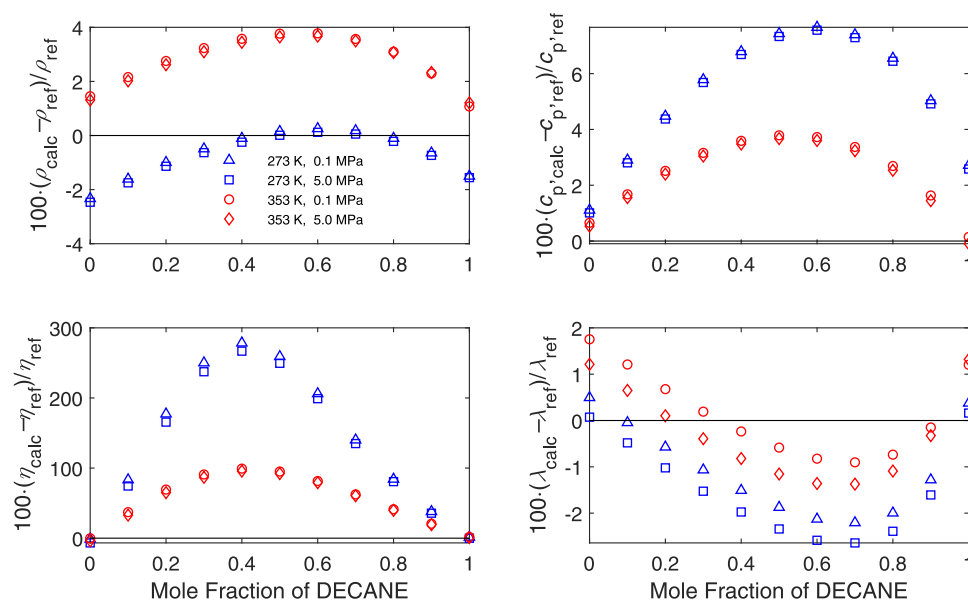 100·(ρcalc−ρref)/ρref
4
2
0
-2
-4
273 K, 0.1 MPa
273 K, 5.0 MPa
353 K, 0.1 MPa
353 K, 5.0 MPa
0 0.2 0.4 0.6 0.8 1
100·(cp,calc−cp,ref)/cp,ref
6
4
2
0
0 0.2 0.4 0.6 0.8 1
100·(ηcalc−ηref)/ηref
300
200
100
0
0 0.2 0.4 0.6 0.8 1
Mole Fraction of DECANE
100·(λcalc−λref)/λref
2
1
0
-1
-2
0 0.2 0.4 0.6 0.8 1
Mole Fraction of DECANE